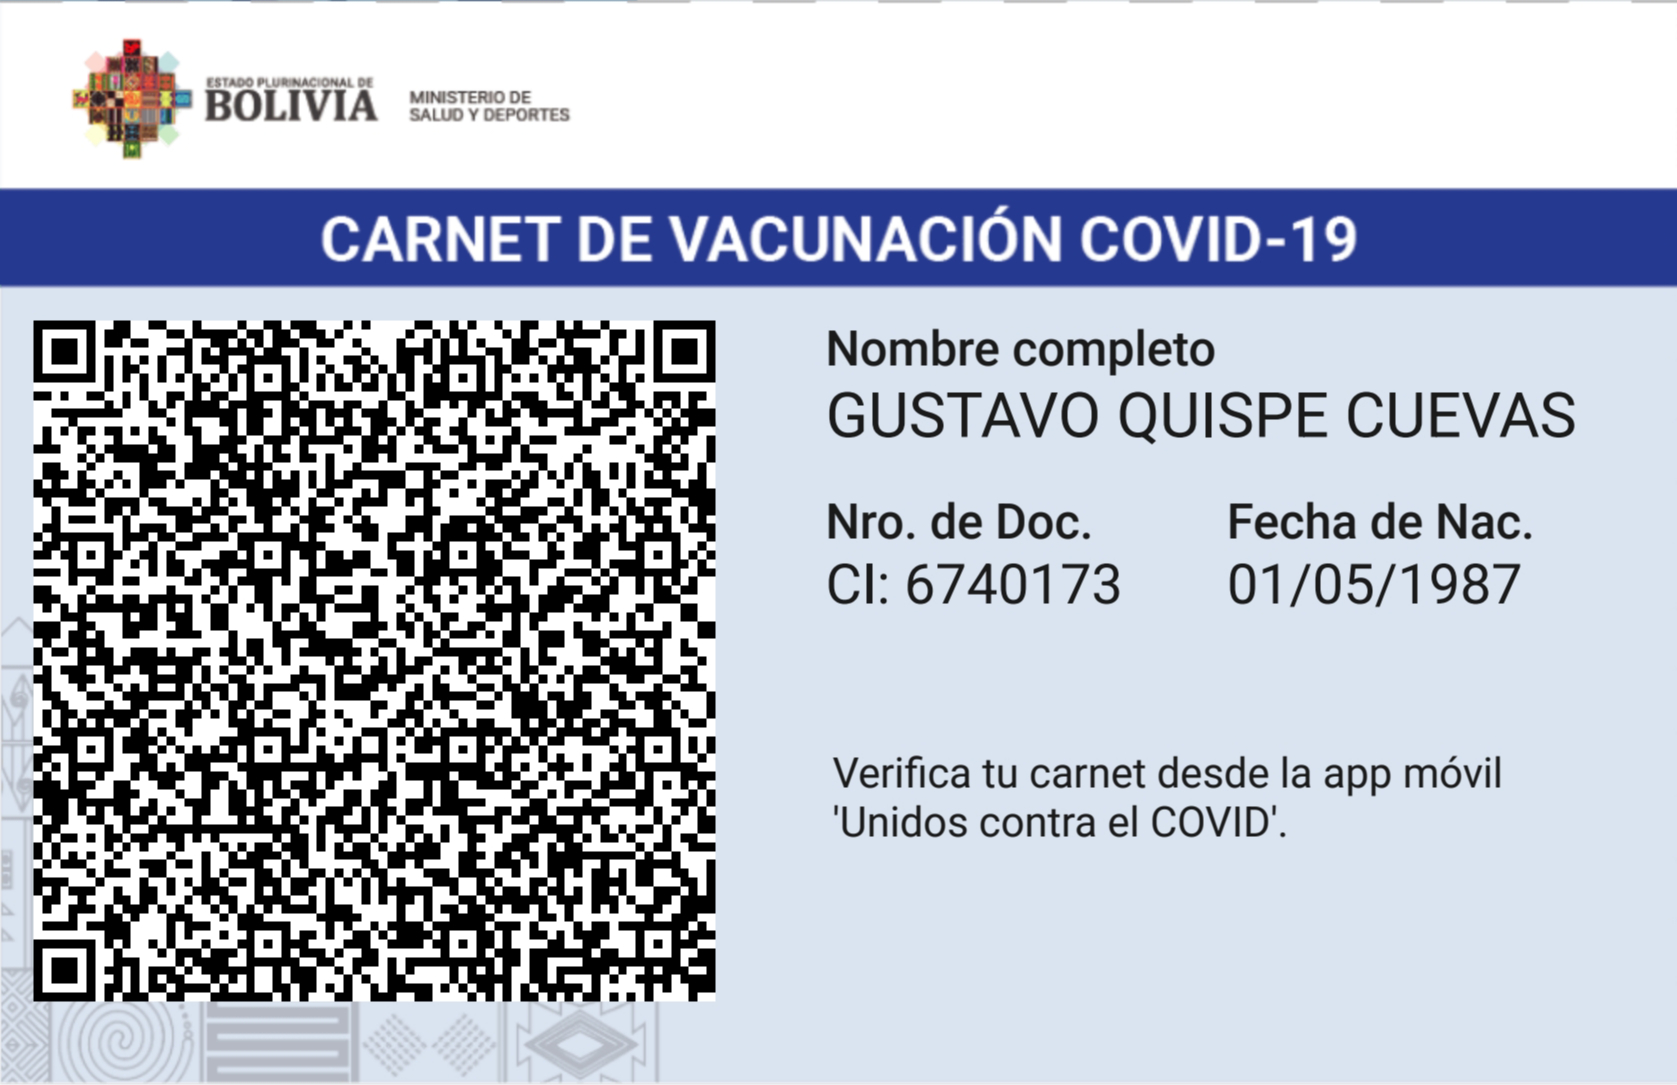 ESTADO PLURINACIONAL DE
BOLIVIA
MINISTERIO DE
SALUD Y DEPORTES
CARNET DE VACUNACIÓN COVID-19
Nombre completo
GUSTAVO QUISPE CUEVAS
Nro. de Doc. Fecha de Nac.
CI: 6740173 01/05/1987
Verifica tu carnet desde la app móvil
'Unidos contra el COVID'.